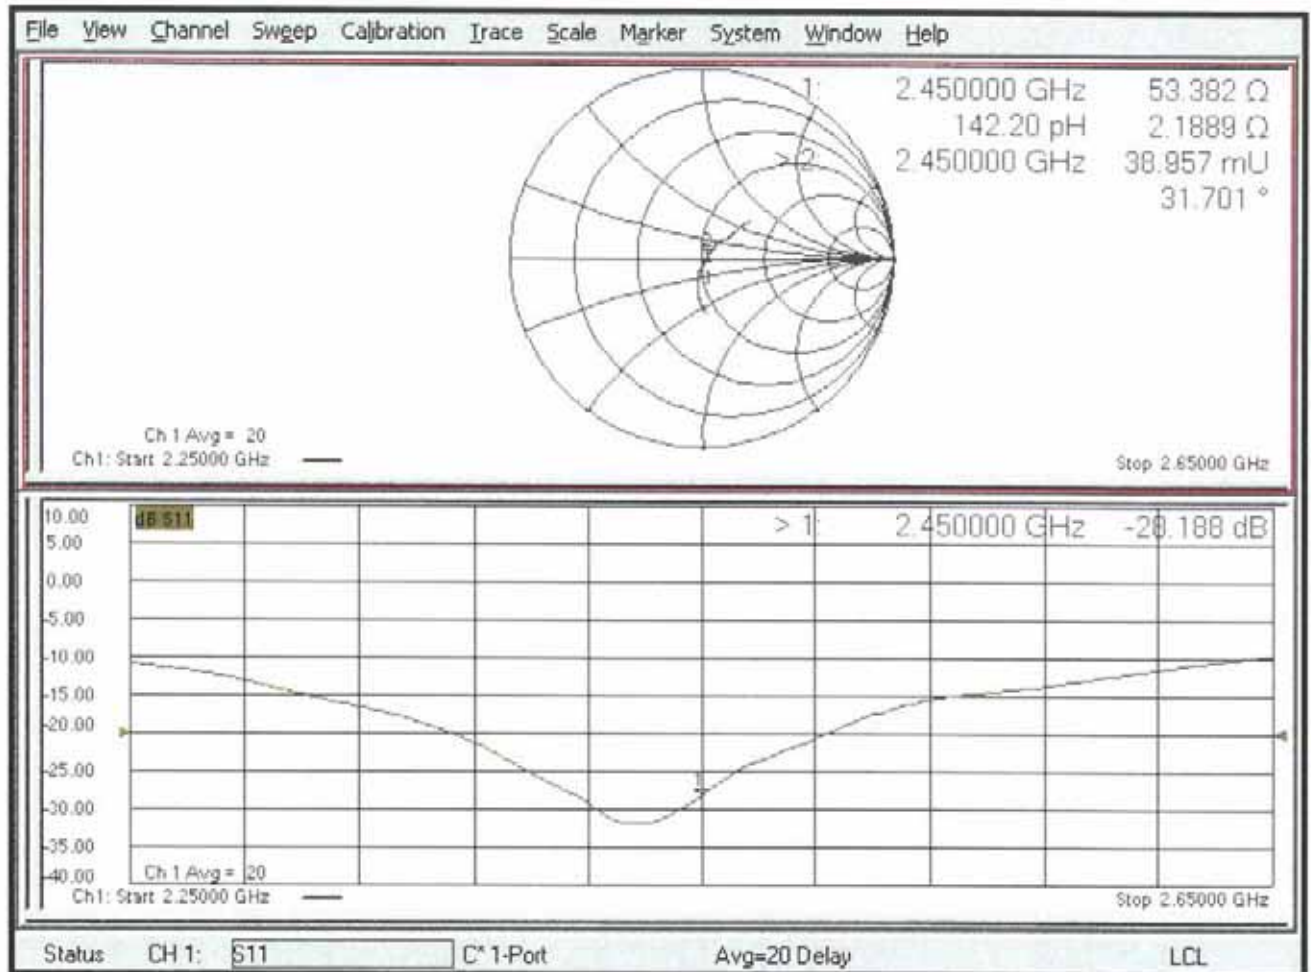 File View Channel Sweep Calibration Trace Scale Marker System Window Help
1: 2.450000 GHz 53.382 Ω
142.20 pH 2.1889 Ω
> 2 2.450000 GHz 38.957 mU
31.701 °
Ch 1 Avg = 20
Ch1: Start 2.25000 GHz
Stop 2.65000 GHz
10.00 dB S11 > 1: 2.450000 GHz -28.188 dB
5.00
0.00
-5.00
-10.00
-15.00
-20.00
-25.00
1
-30.00
-35.00
-40.00 Ch 1 Avg = 20
Ch1: Start 2.25000 GHz
Stop 2.65000 GHz
Status CH 1: S11 C* 1-Port Avg=20 Delay LCL